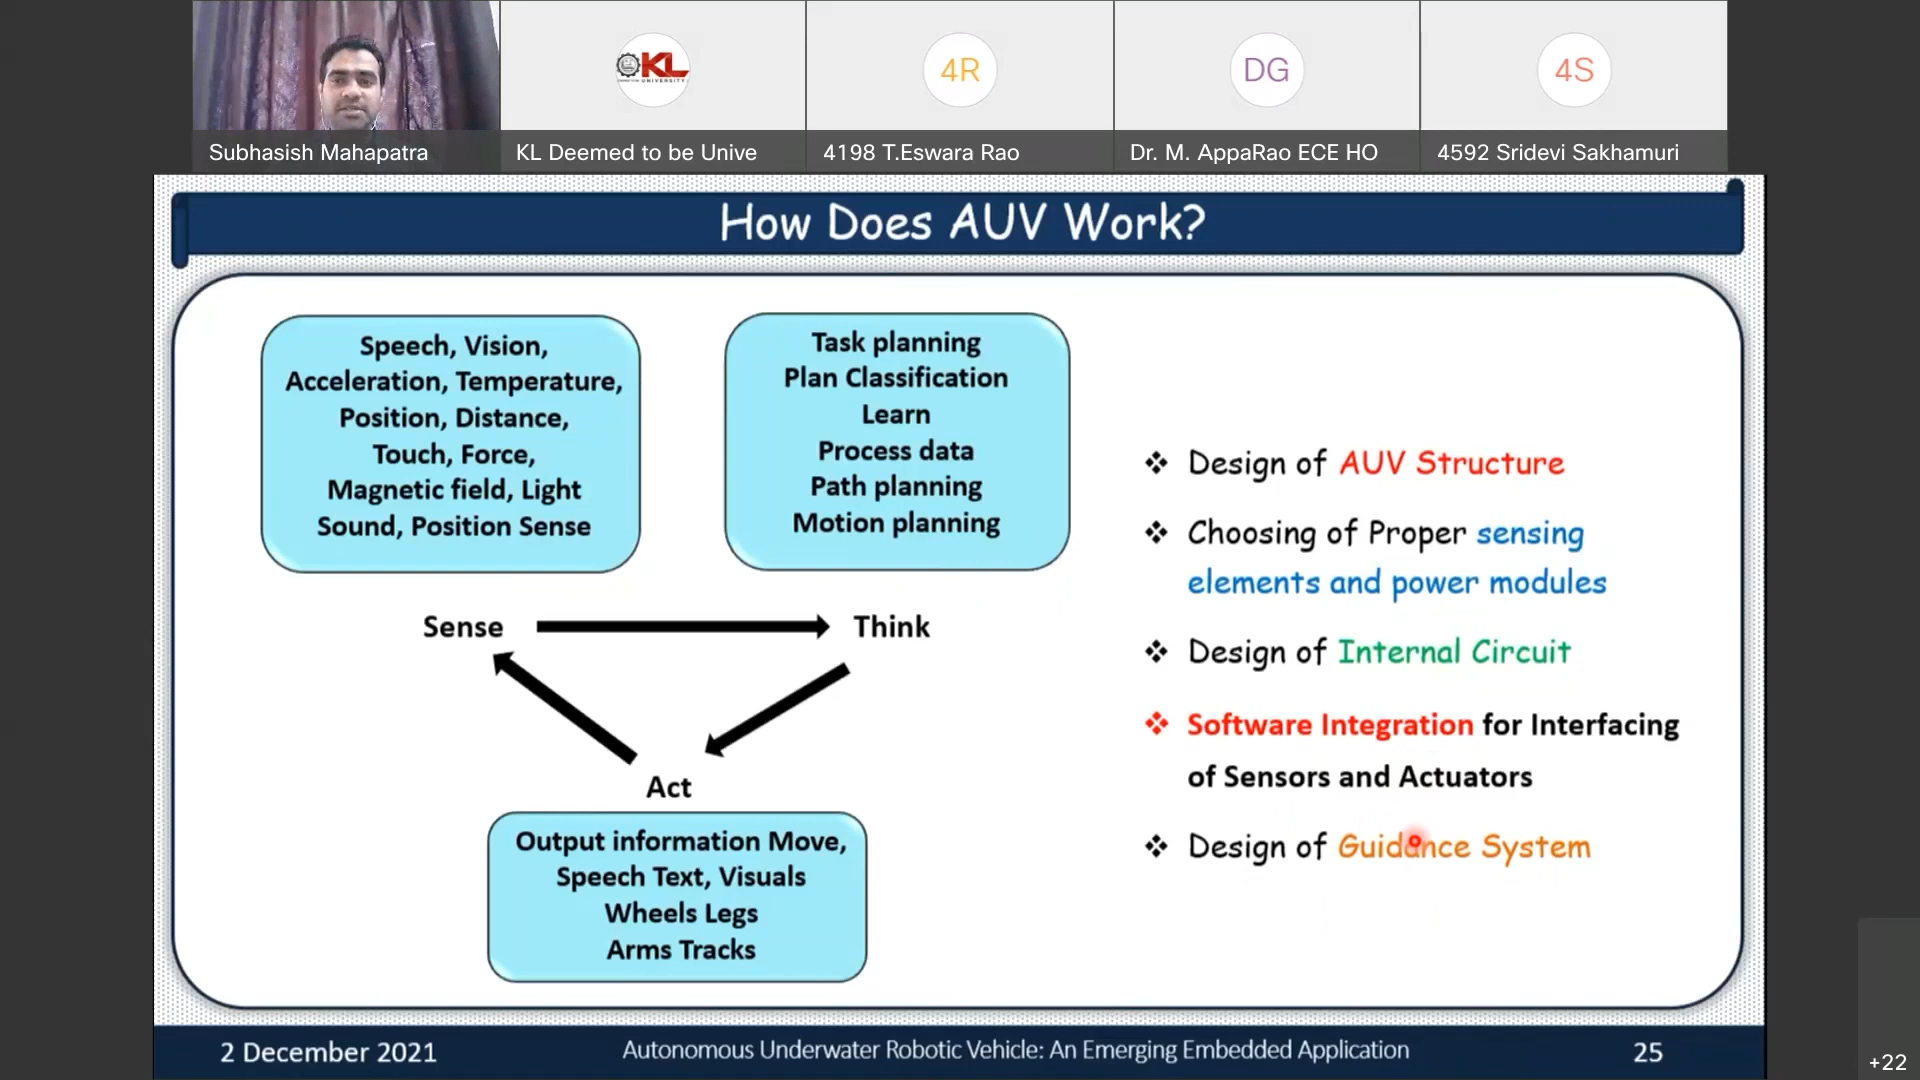 KL
UNIVERSITY
4R
DG
4S
Subhasish Mahapatra
KL Deemed to be Unive
4198 T.Eswara Rao
Dr. M. AppaRao ECE HO
4592 Sridevi Sakhamuri
How Does AUV Work?
Speech, Vision,
Acceleration, Temperature,
Position, Distance,
Touch, Force,
Magnetic field, Light
Sound, Position Sense
Task planning
Plan Classification
Learn
Process data
Path planning
Motion planning
Sense
Think
Act
Output information Move,
Speech Text, Visuals
Wheels Legs
Arms Tracks
❖ Design of AUV Structure
❖ Choosing of Proper sensing
elements and power modules
❖ Design of Internal Circuit
❖ Software Integration for Interfacing
of Sensors and Actuators
❖ Design of Guidance System
2 December 2021
Autonomous Underwater Robotic Vehicle: An Emerging Embedded Application
25
+22